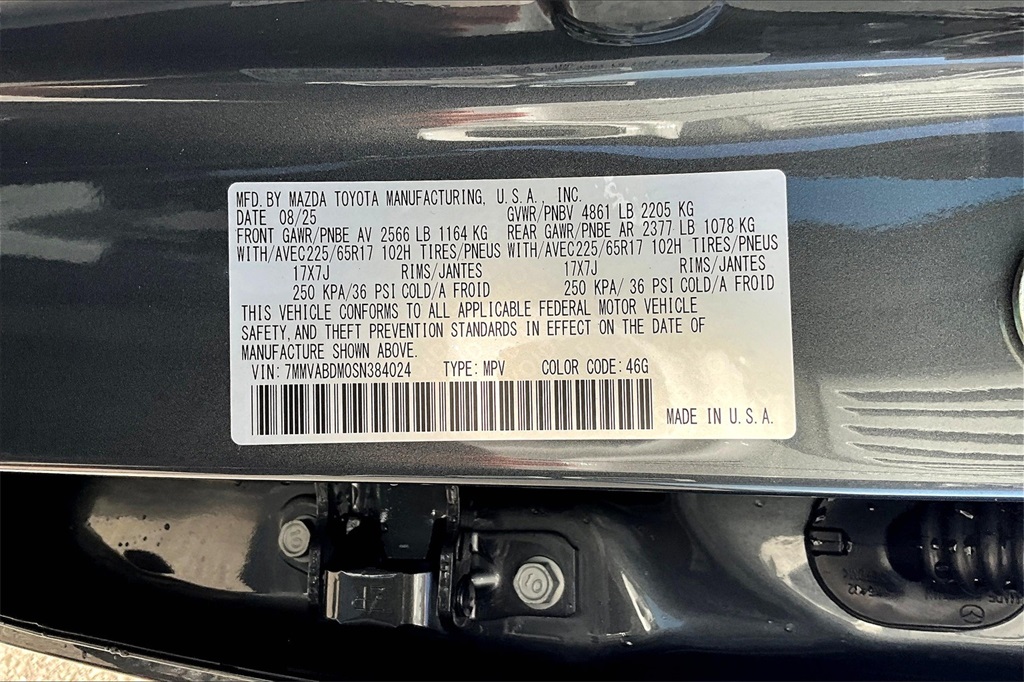 MFD. BY MAZDA TOYOTA MANUFACTURING, U.S.A., INC.
DATE 08/25 GVWR/PNBV 4861 LB 2205 KG
FRONT GAWR/PNBE AV 2566 LB 1164 KG REAR GAWR/PNBE AR 2377 LB 1078 KG
WITH/AVEC225/65R17 102H TIRES/PNEUS WITH/AVEC225/65R17 102H TIRES/PNEUS
17X7J RIMS/JANTES 17X7J RIMS/JANTES
250 KPA/36 PSI COLD/A FROID 250 KPA/36 PSI COLD/A FROID
THIS VEHICLE CONFORMS TO ALL APPLICABLE FEDERAL MOTOR VEHICLE
SAFETY, AND THEFT PREVENTION STANDARDS IN EFFECT ON THE DATE OF
MANUFACTURE SHOWN ABOVE.
VIN: 7MMVABDM0SN384024 TYPE: MPV COLOR CODE: 46G
MADE IN U.S.A.